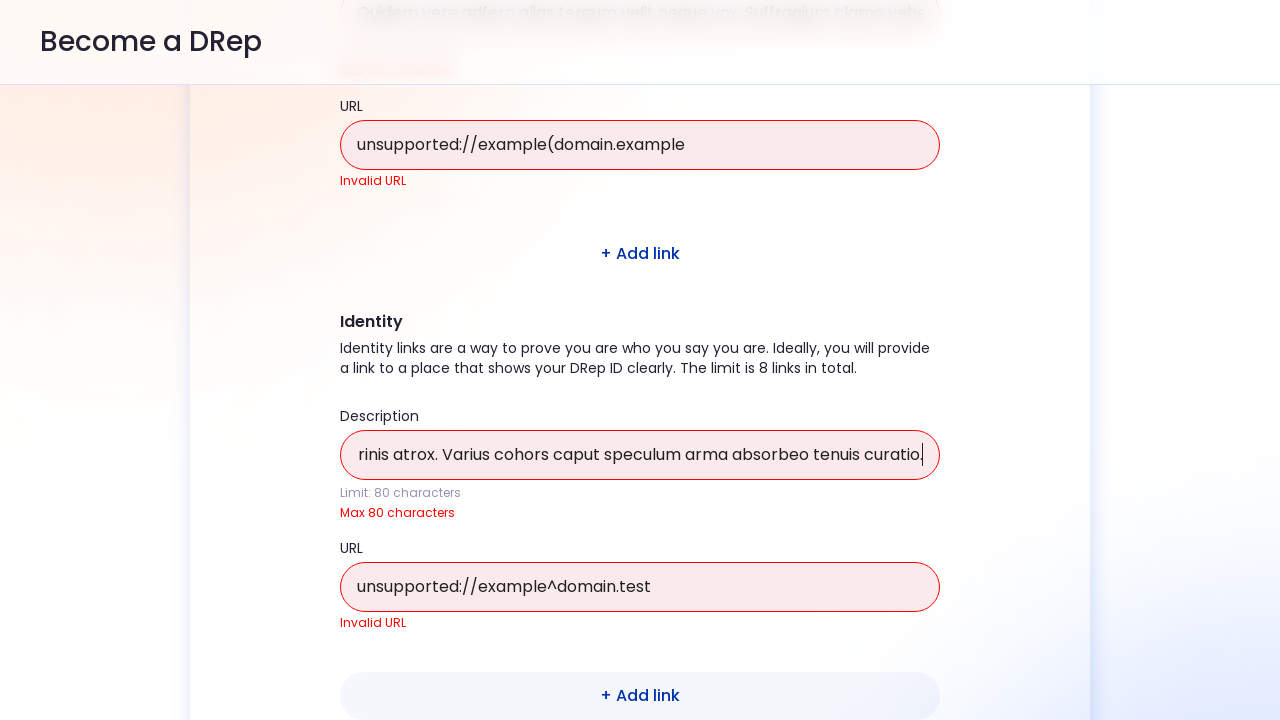 Quidem vero adfero alias tergum velit neque vox. Suffragium clamo vehe
Become a DRep
URL
unsupported://example(domain.example
Invalid URL
+ Add link
Identity
Identity links are a way to prove you are who you say you are. Ideally, you will provide
a link to a place that shows your DRep ID clearly. The limit is 8 links in total.
Description
rinis atrox. Varius cohors caput speculum arma absorbeo tenuis curatio.
Limit: 80 characters
Max 80 characters
URL
unsupported://example^domain.test
Invalid URL
+ Add link